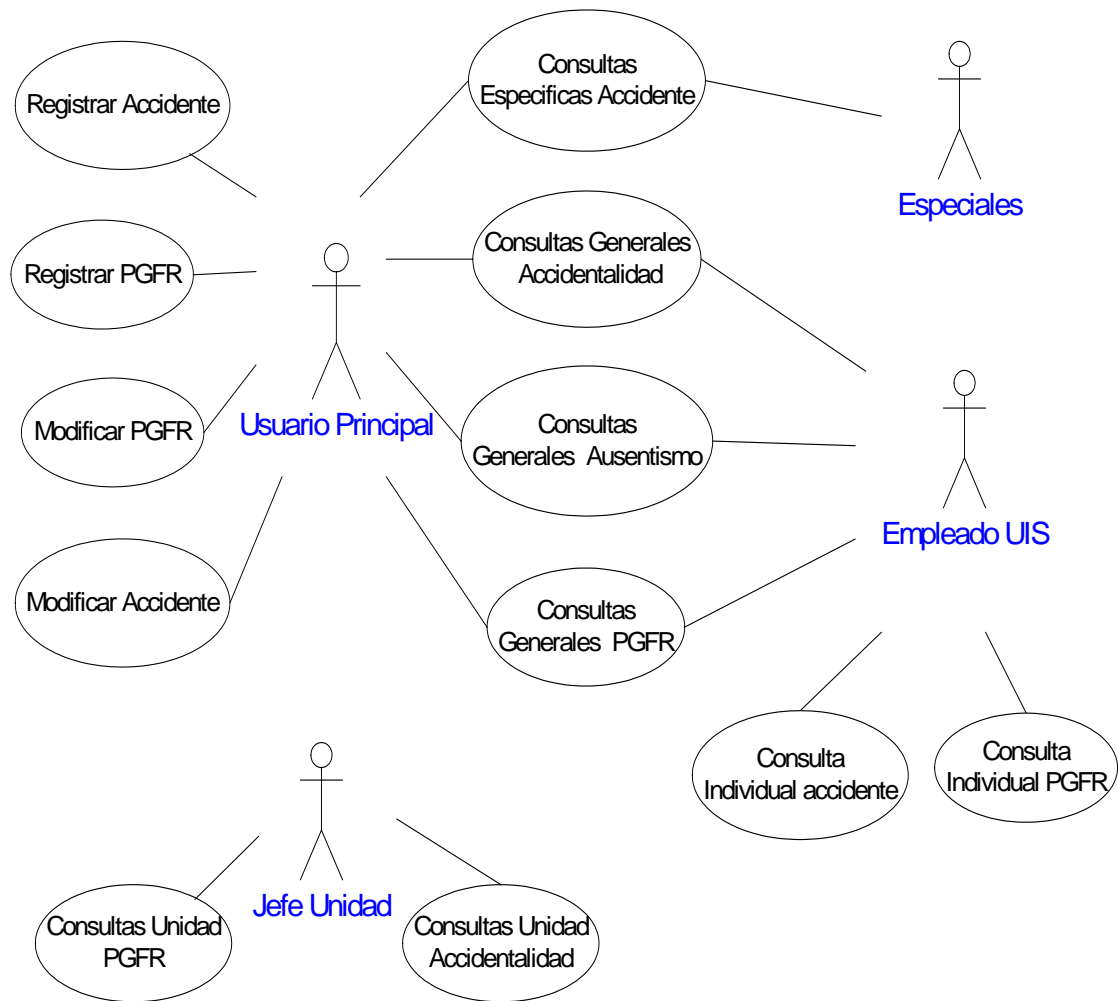 Consultas
Especificas Accidente
Registrar Accidente
Especiales
Consultas Generales
Accidentalidad
Registrar PGFR
Usuario Principal
Modificar PGFR
Consultas
Generales Ausentismo
Empleado UIS
Modificar Accidente
Consultas
Generales PGFR
Consulta
Individual accidente
Consulta
Individual PGFR
Jefe Unidad
Consultas Unidad
PGFR
Consultas Unidad
Accidentalidad